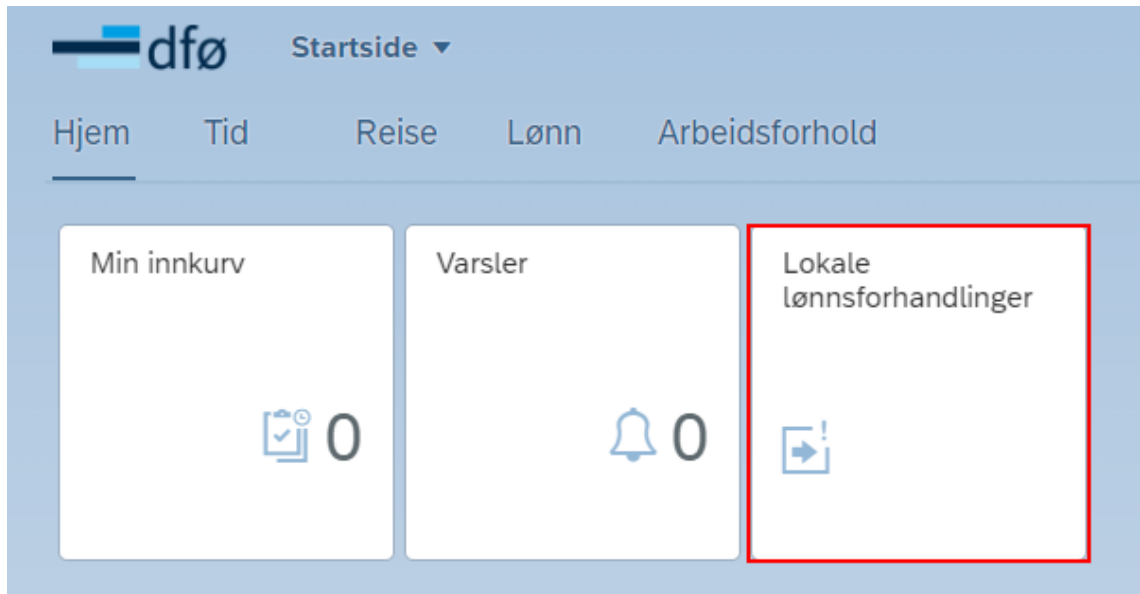 dfø Startside
Hjem Tid Reise Lønn Arbeidsforhold
Min innkurv
Varsler
Lokale
lønnsforhandlinger
0
0